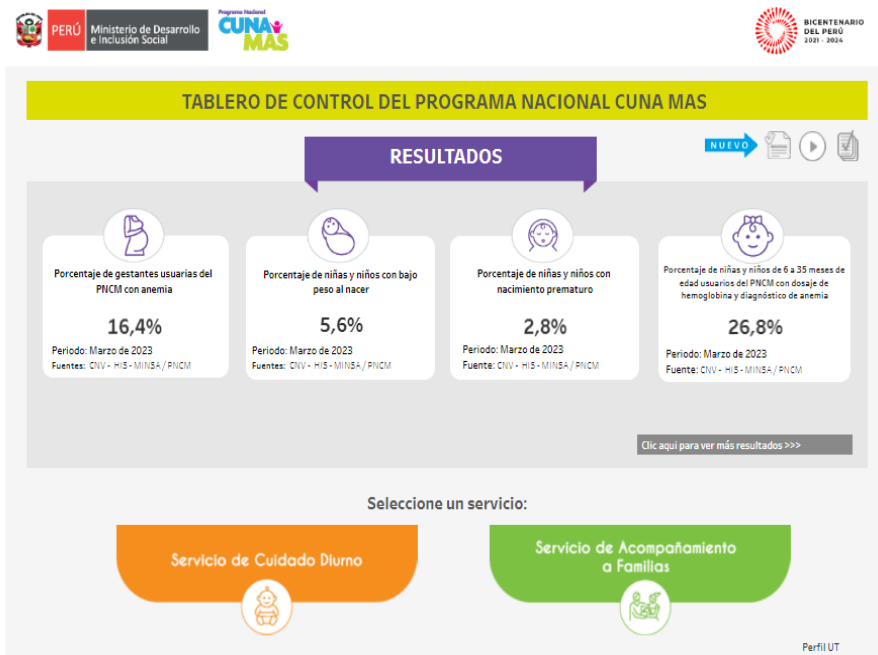 PERÚ
Ministerio de Desarrollo
e Inclusión Social
Programa Nacional
CUNA
MAS
BICENTENARIO
DEL PERÚ
2021 - 2024
TABLERO DE CONTROL DEL PROGRAMA NACIONAL CUNA MAS
RESULTADOS
NUEVO
Porcentaje de gestantes usuarias del
PNCM con anemia
16,4%
Periodo: Marzo de 2023
Fuentes: CNV - HIS - MINSA / PNCM
Porcentaje de niñas y niños con bajo
peso al nacer
5,6%
Periodo: Marzo de 2023
Fuentes: CNV - HIS - MINSA / PNCM
Porcentaje de niñas y niños con
nacimiento prematuro
2,8%
Periodo: Marzo de 2023
Fuente: CNV - HIS - MINSA / PNCM
Porcentaje de niñas y niños de 6 a 35 meses de
edad usuarios del PNCM con dosaje de
hemoglobina y diagnóstico de anemia
26,8%
Periodo: Marzo de 2023
Fuente: CNV - HIS - MINSA / PNCM
Clic aqui para ver más resultados >>>
Seleccione un servicio:
Servicio de Cuidado Diurno
Servicio de Acompañamiento
a Familias
Perfil UT